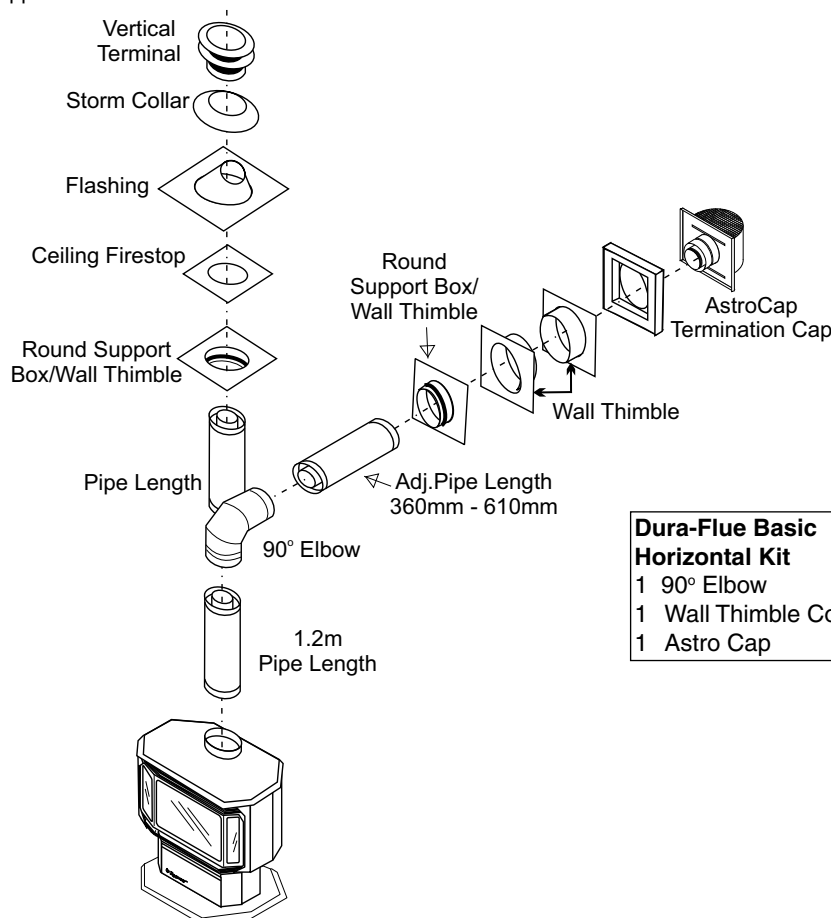 Vertical
Terminal
Storm Collar
Flashing
Ceiling Firestop
Round Support
Box/Wall Thimble
Pipe Length
90° Elbow
1.2m
Pipe Length
Adj.Pipe Length
360mm - 610mm
Round
Support Box/
Wall Thimble
Wall Thimble
AstroCap
Termination Cap
Dura-Flue Basic
Horizontal Kit
1 90° Elbow
1 Wall Thimble
1 Astro Cap